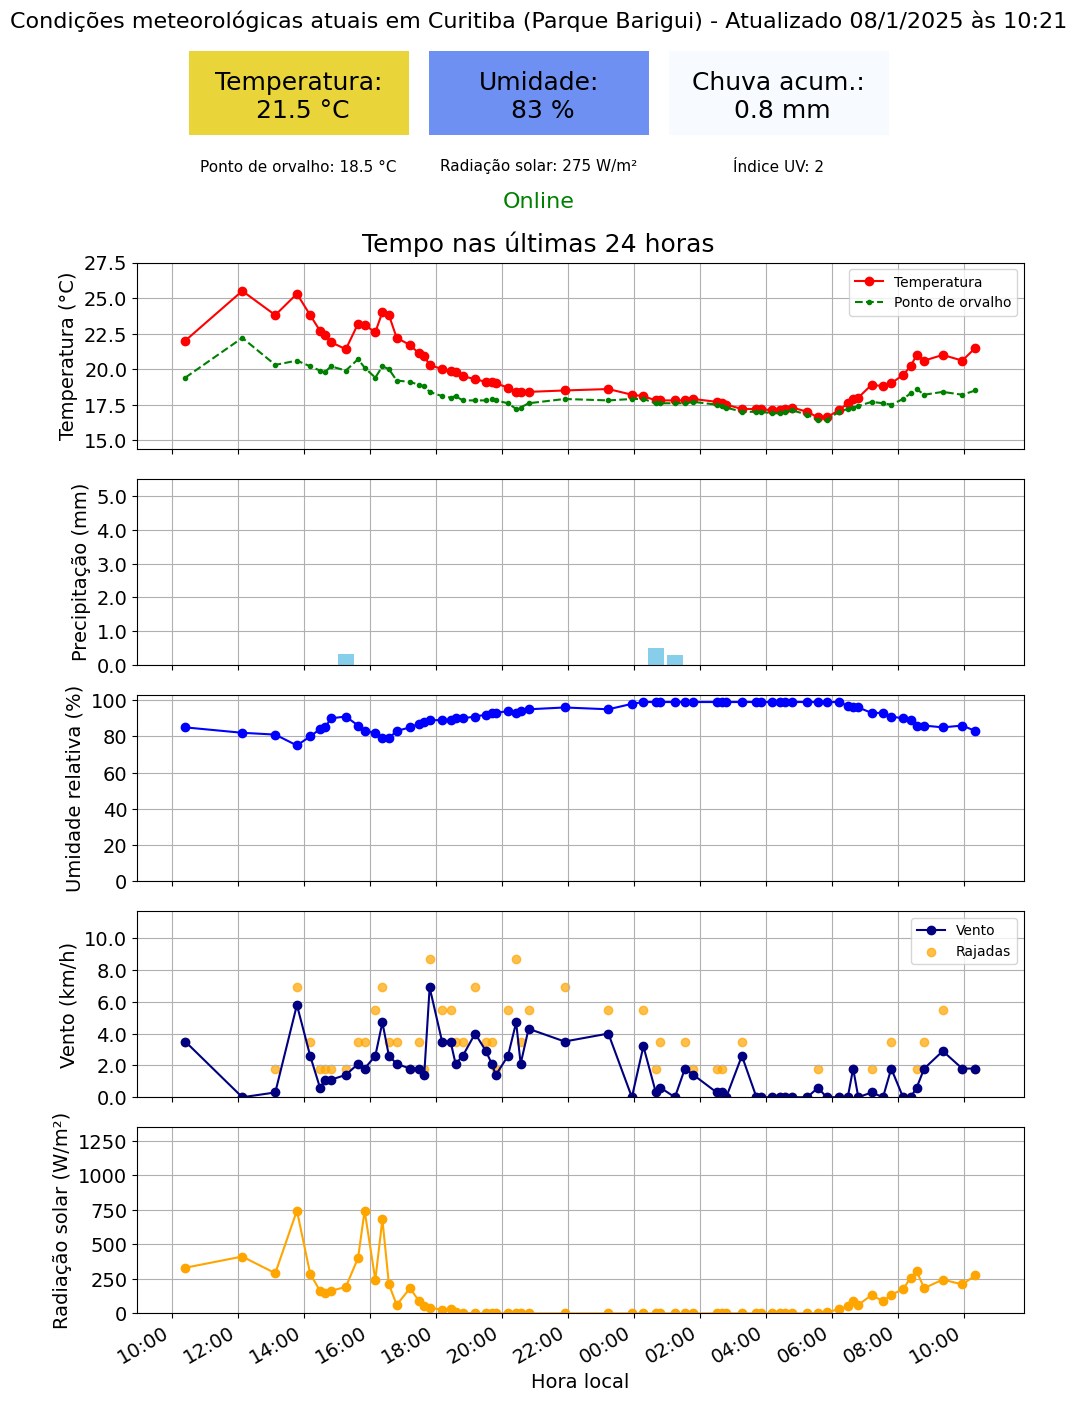 Condições meteorológicas atuais em Curitiba (Parque Barigui) - Atualizado 08/1/2025 às 10:21
Temperatura:
21.5 °C
Umidade:
83 %
Chuva acum.:
0.8 mm
Ponto de orvalho: 18.5 °C
Radiação solar: 275 W/m²
Índice UV: 2
Online
Tempo nas últimas 24 horas
Temperatura (°C)
27.5
25.0
22.5
20.0
17.5
15.0
Temperatura
Ponto de orvalho
Precipitação (mm)
5.0
4.0
3.0
2.0
1.0
0.0
Umidade relativa (%)
100
80
60
40
20
0
Vento (km/h)
10.0
8.0
6.0
4.0
2.0
0.0
Vento
Rajadas
Radiação solar (W/m²)
1250
1000
750
500
250
0
10:00
12:00
14:00
16:00
18:00
20:00
22:00
00:00
02:00
04:00
06:00
08:00
10:00
Hora local